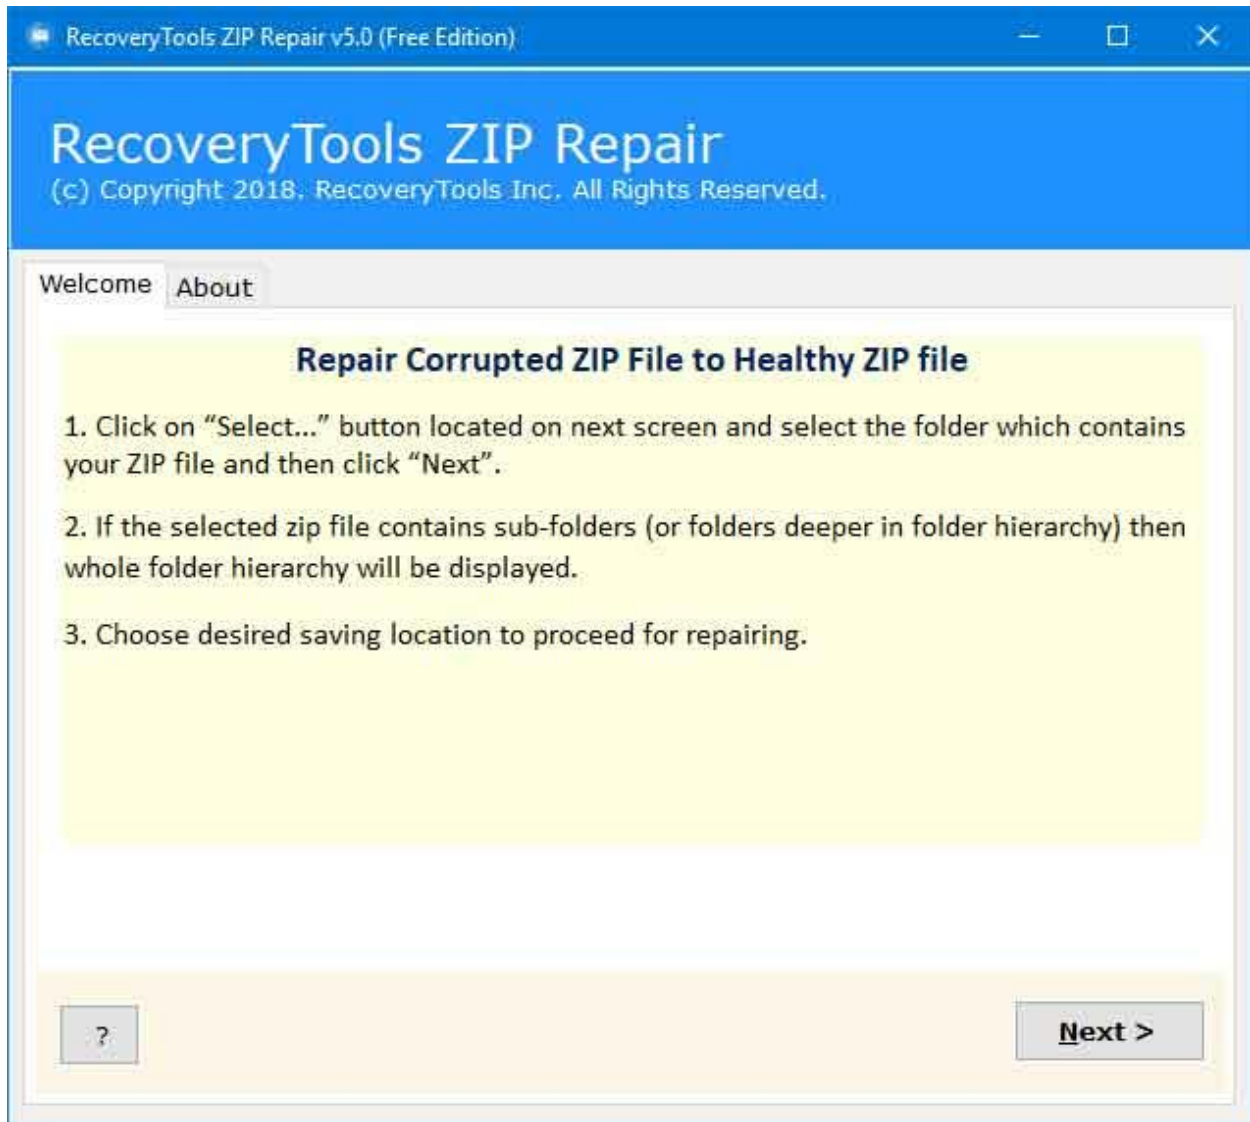 RecoveryTools ZIP Repair v5.0 (Free Edition)
RecoveryTools ZIP Repair
(c) Copyright 2018. RecoveryTools Inc. All Rights Reserved.
Welcome About
Repair Corrupted ZIP File to Healthy ZIP file
1. Click on “Select...” button located on next screen and select the folder which contains
your ZIP file and then click “Next”.
2. If the selected zip file contains sub-folders (or folders deeper in folder hierarchy) then
whole folder hierarchy will be displayed.
3. Choose desired saving location to proceed for repairing.
? Next >